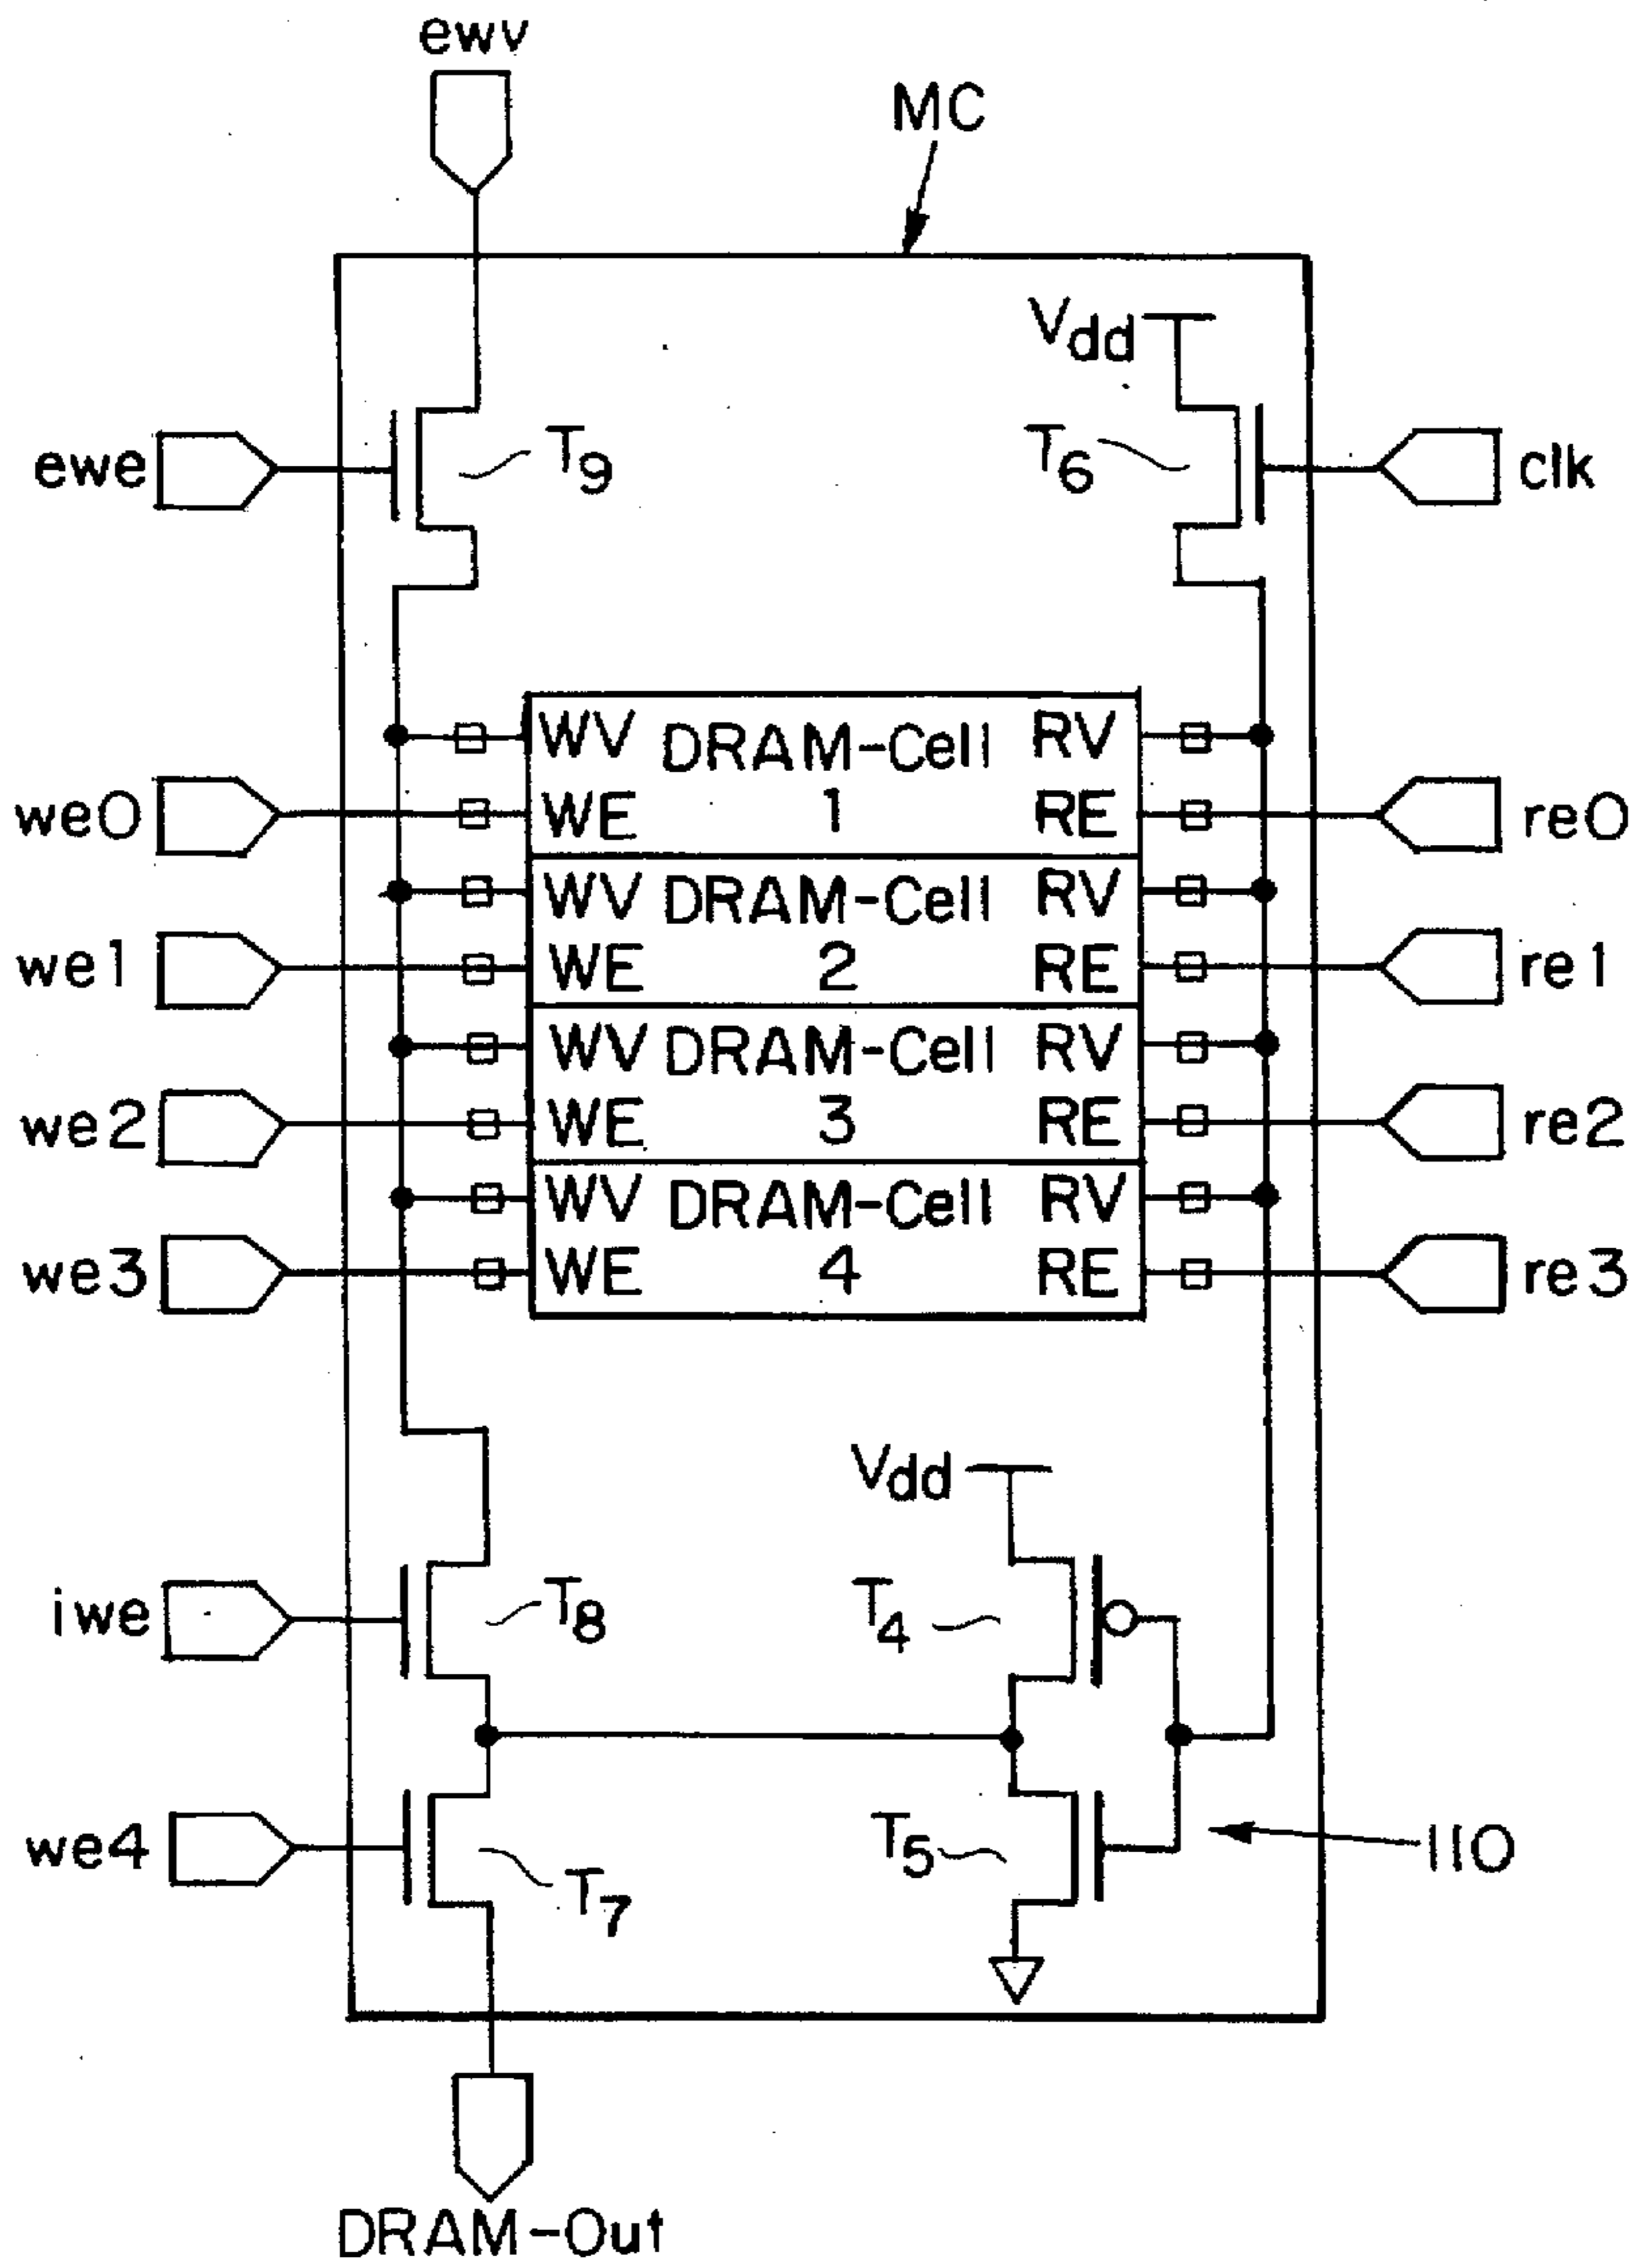 ewv
MC
Vdd
ewe
T9
T6
clk
WV DRAM-Cell RV
we0 WE 1 RE re0
WV DRAM-Cell RV
we1 WE 2 RE re1
WV DRAM-Cell RV
we2 WE 3 RE re2
WV DRAM-Cell RV
we3 WE 4 RE re3
Vdd
iwe
T8
T4
we4
T7
T5
110
DRAM-Out